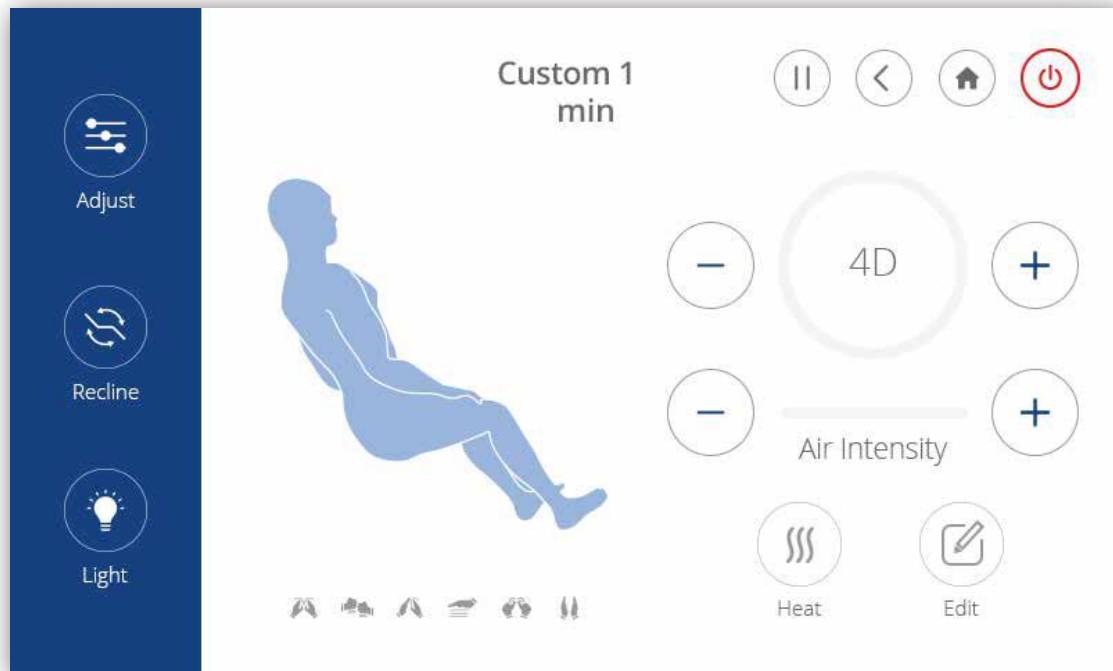 Custom 1
min
Adjust
4D
Recline
Air Intensity
Light
Heat
Edit